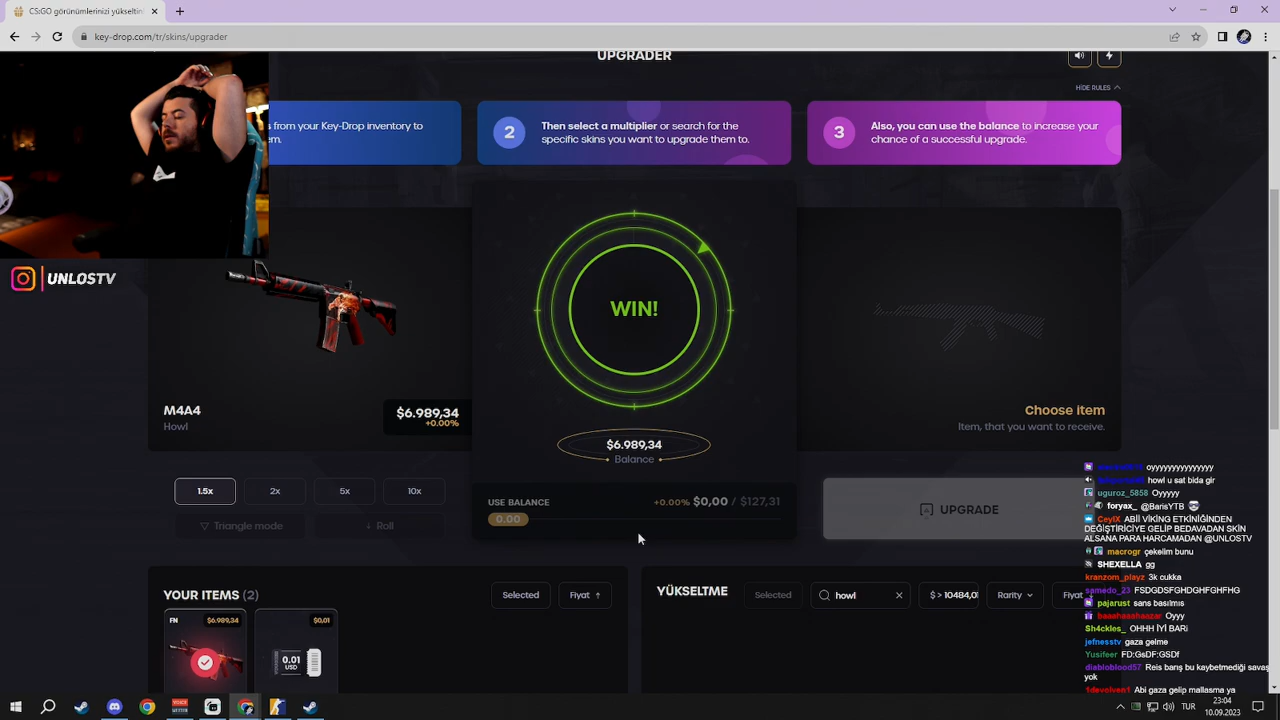 CS:GO görünümlerinizi yükseltin
key-drop.com/tr/skins/upgrader
UPGRADER
HIDE RULES
from your Key-Drop inventory to
2
Then select a multiplier or search for the
specific skins you want to upgrade them to.
3
Also, you can use the balance to increase your
chance of a successful upgrade.
UNLOSTV
WIN!
M4A4
Howl
$6.989,34
+0.00%
$6.989,34
Balance
Choose item
Item, that you want to receive.
1.5x
2x
5x
10x
Triangle mode
Roll
USE BALANCE
+0.00% $0,00 / $127,31
0.00
UPGRADE
YOUR ITEMS (2)
Selected
Fiyat ↑
FN
$6.989,34
$0,01
0.01
USD
YÜKSELTME
Selected
howl
$ > 10484,0
Rarity
Fiyat
oyyyyyyyyyyyyyy
howl u sat bida gir
uguroz_5858 Oyyyyy
foryax_ @BarisYTB
CeyIX ABİİ VİKİNG ETKİNLİĞİNDEN
DEĞİŞTİRİCİYE GELİP BEDAVADAN SKİN
ALSANA PARA HARCAMADAN @UNLOSTV
macrogr çekelim bunu
SHEXELLA gg
kranzom_playz 3k cukka
samedo_23 FSDGDSFGHDGHFGHFHG
pajarust sans basılmıs
Oyyy
Sh4ckles_ OHHH İYİ BARi
jefnesstv gaza gelme
Yusifeer FD:GsDF:GSDf
diabloblood57 Reis barış bu kaybetmediği savaş
yok
1devolven1 Abi gaza gelip mallasma ya
TUR
23:04
10.09.2023